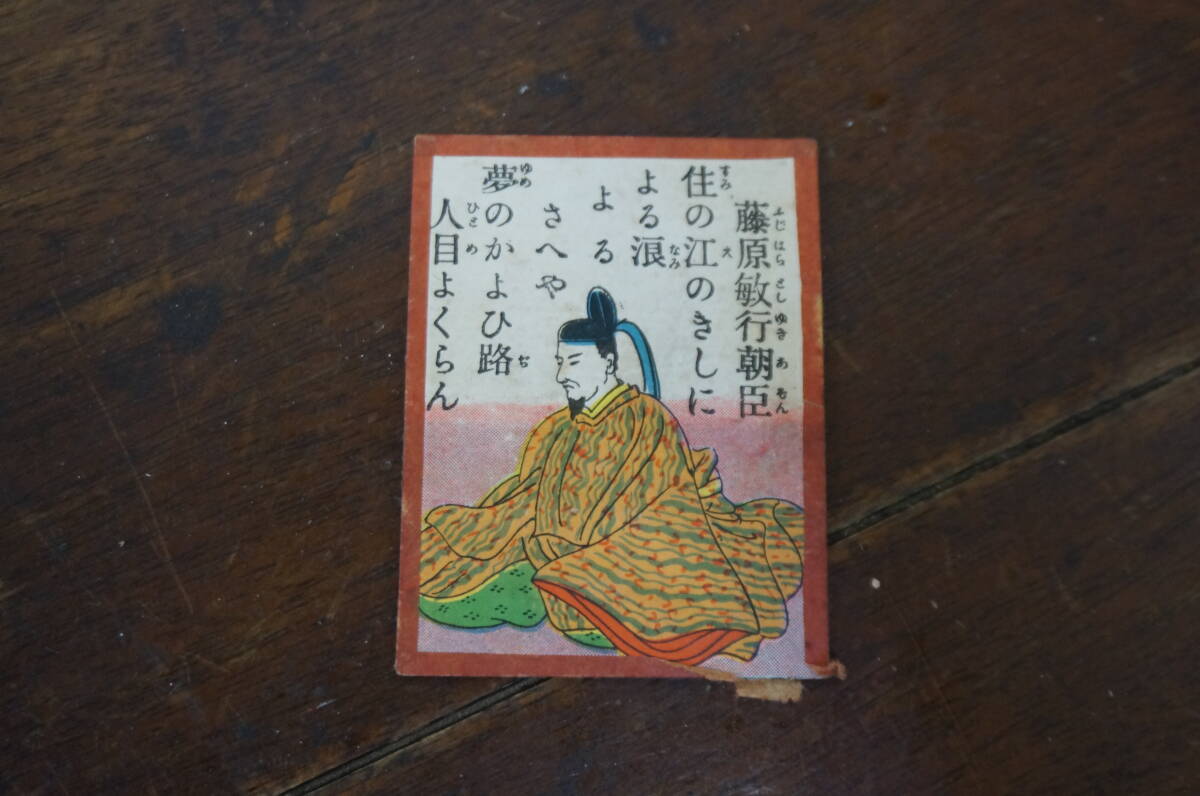 藤原敏行朝臣
住の江のきしに
よる浪
よる
さへや
夢のかよひ路
人目よくらん